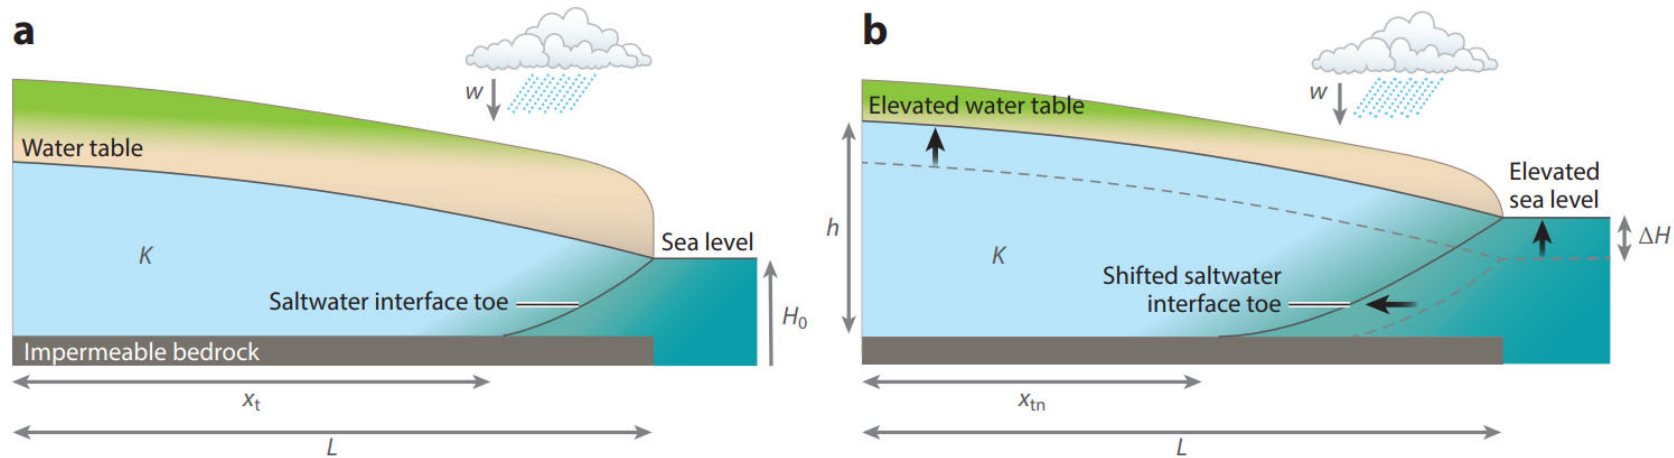 a
w
Water table
Sea level
K
Saltwater interface toe
H0
Impermeable bedrock
xt
L
b
w
Elevated water table
Elevated
sea level
h
ΔH
K
Shifted saltwater
interface toe
xtn
L